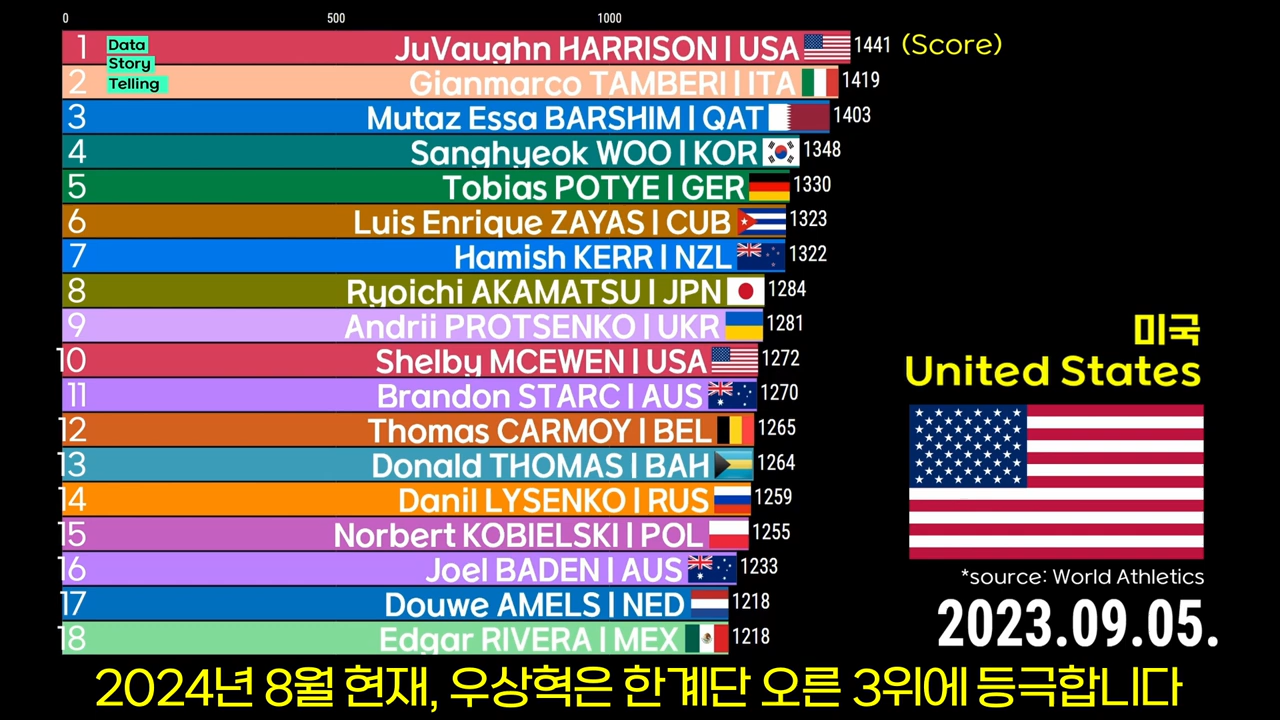 0 500 1000
Data
Story
Telling
1 JuVaughn HARRISON | USA 1441 (Score)
2 Gianmarco TAMBERI | ITA 1419
3 Mutaz Essa BARSHIM | QAT 1403
4 Sanghyeok WOO | KOR 1348
5 Tobias POTYE | GER 1330
6 Luis Enrique ZAYAS | CUB 1323
7 Hamish KERR | NZL 1322
8 Ryoichi AKAMATSU | JPN 1284
9 Andrii PROTSENKO | UKR 1281
10 Shelby MCEWEN | USA 1272
11 Brandon STARC | AUS 1270
12 Thomas CARMOY | BEL 1265
13 Donald THOMAS | BAH 1264
14 Danil LYSENKO | RUS 1259
15 Norbert KOBIELSKI | POL 1255
16 Joel BADEN | AUS 1233
17 Douwe AMELS | NED 1218
18 Edgar RIVERA | MEX 1218
미국
United States
*source: World Athletics
2023.09.05.
2024년 8월 현재, 우상혁은 한계단 오른 3위에 등극합니다